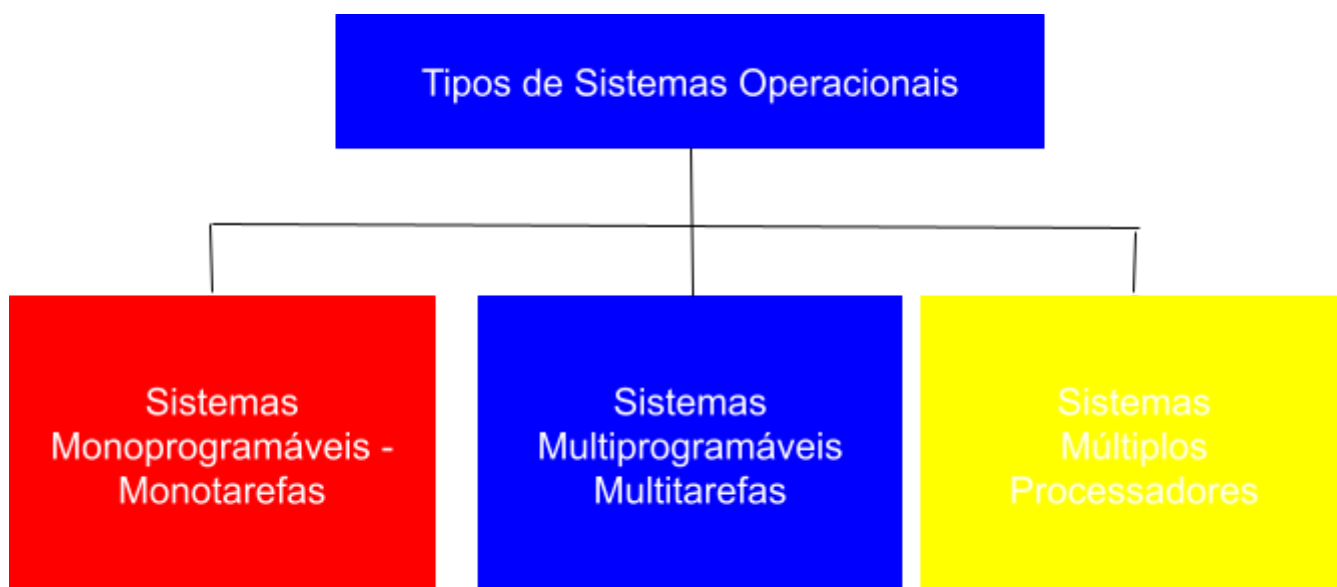 Tipos de Sistemas Operacionais
Sistemas
Monoprogramáveis -
Monotarefas
Sistemas
Multiprogramáveis
Multitarefas
Sistemas
Múltiplos
Processadores